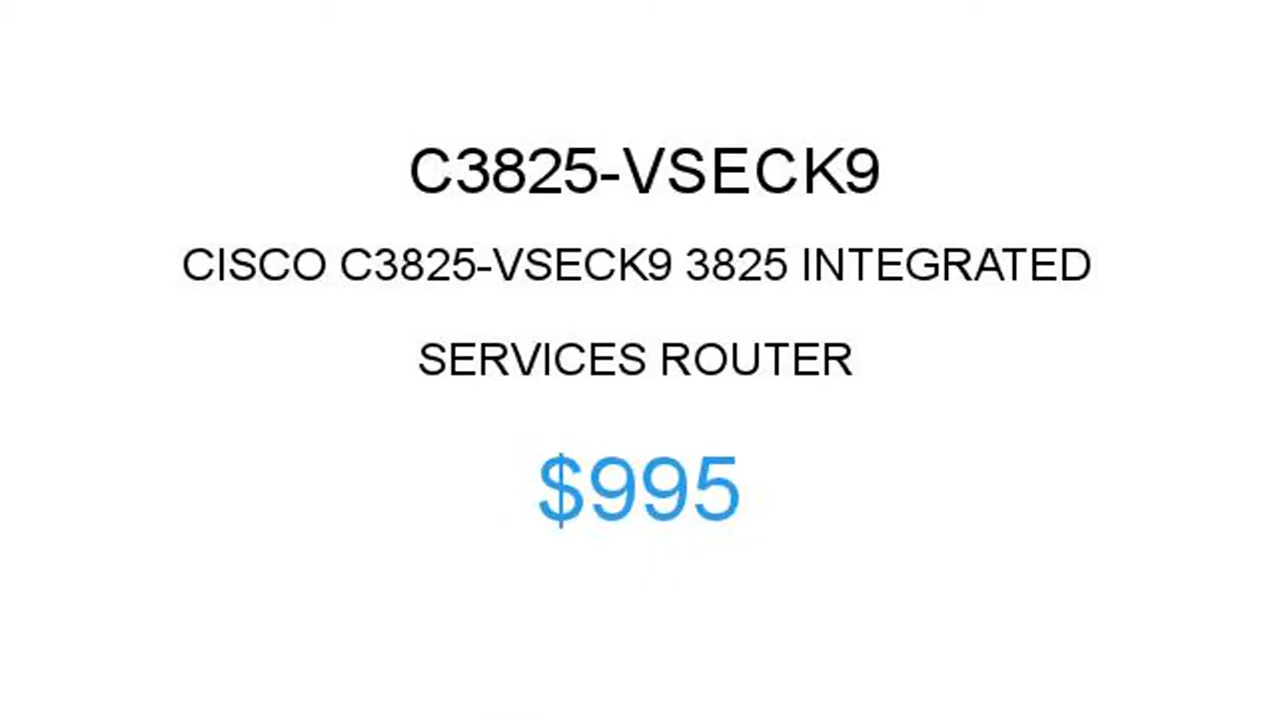 C3825-VSECK9
CISCO C3825-VSECK9 3825 INTEGRATED
SERVICES ROUTER
$995